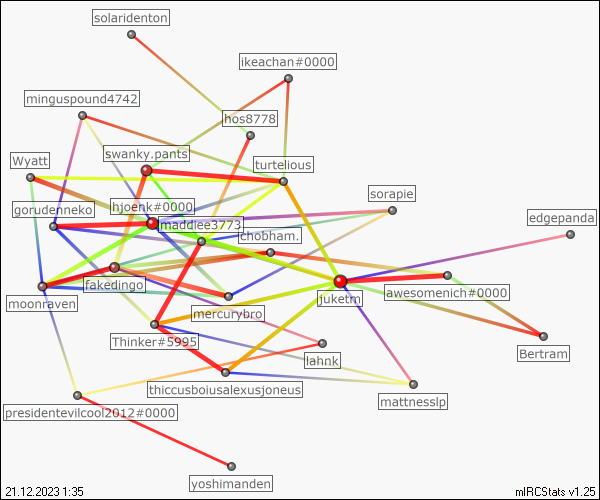 solaridenton
ikeachan#0000
minguspound4742
hos8778
swanky.pants
turtelious
Wyatt
sorapie
hjoenk#0000
gorudenneko
edgepanda
maddiee3773
chobham.
fakedingo
awesomenich#0000
moonraven
juketm
mercurybro
Thinker#5995
Bertram
lahnk
thiccusboiusalexusjoneus
mattnesslp
presidentevilcool2012#0000
yoshimanden
21.12.2023 1:35
mIRCStats v1.25